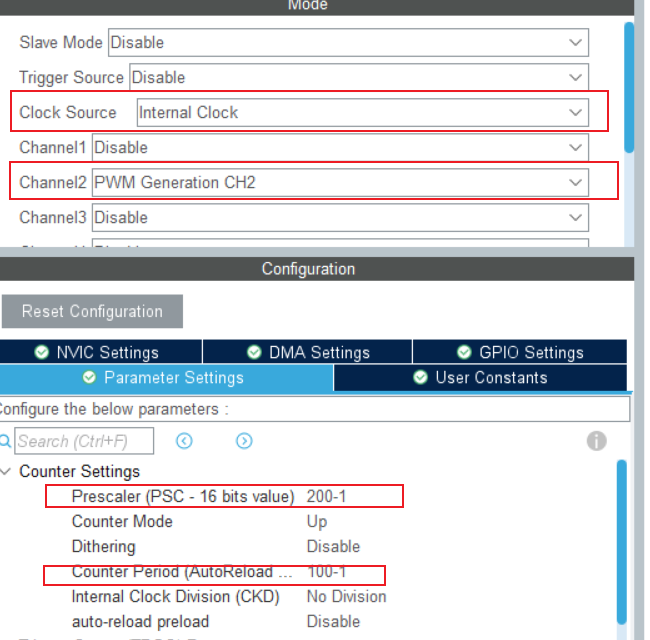 Mode
Slave Mode Disable
Trigger Source Disable
Clock Source Internal Clock
Channel1 Disable
Channel2 PWM Generation CH2
Channel3 Disable
Configuration
Reset Configuration
NVIC Settings DMA Settings GPIO Settings
Parameter Settings User Constants
Configure the below parameters :
Search (Ctrl+F)
Counter Settings
Prescaler (PSC - 16 bits value) 200-1
Counter Mode Up
Dithering Disable
Counter Period (AutoReload ... 100-1
Internal Clock Division (CKD) No Division
auto-reload preload Disable